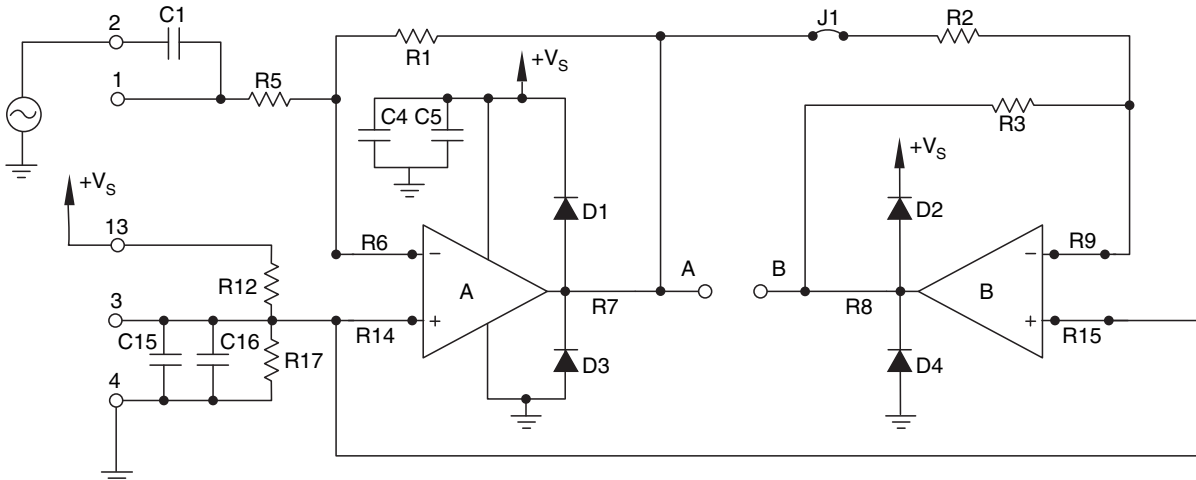 C1
2
J1
R2
R1
+VS
1
R5
R3
C4
C5
+VS
+VS
D1
D2
13
R6
R9
−
−
A
B
R12
A
B
3
R7
R8
+
+
C15
C16
R14
R15
R17
D3
D4
4